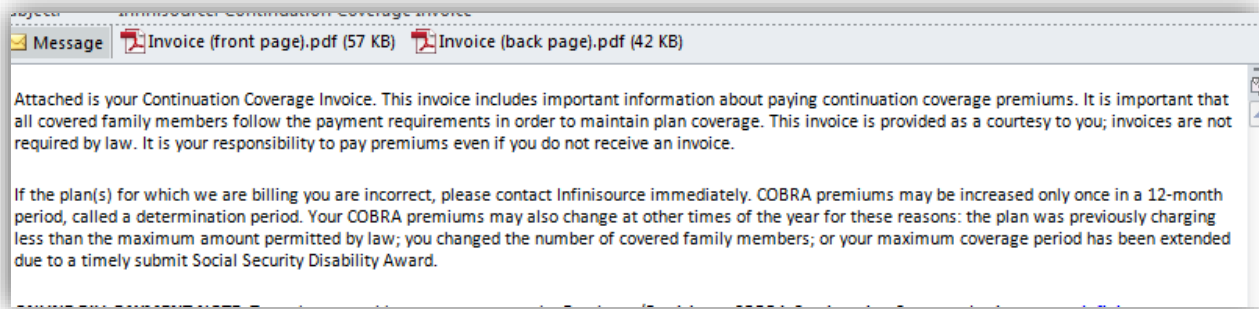 Message Invoice (front page).pdf (57 KB) Invoice (back page).pdf (42 KB)
Attached is your Continuation Coverage Invoice. This invoice includes important information about paying continuation coverage premiums. It is important that
all covered family members follow the payment requirements in order to maintain plan coverage. This invoice is provided as a courtesy to you; invoices are not
required by law. It is your responsibility to pay premiums even if you do not receive an invoice.
If the plan(s) for which we are billing you are incorrect, please contact Infinisource immediately. COBRA premiums may be increased only once in a 12-month
period, called a determination period. Your COBRA premiums may also change at other times of the year for these reasons: the plan was previously charging
less than the maximum amount permitted by law; you changed the number of covered family members; or your maximum coverage period has been extended
due to a timely submit Social Security Disability Award.